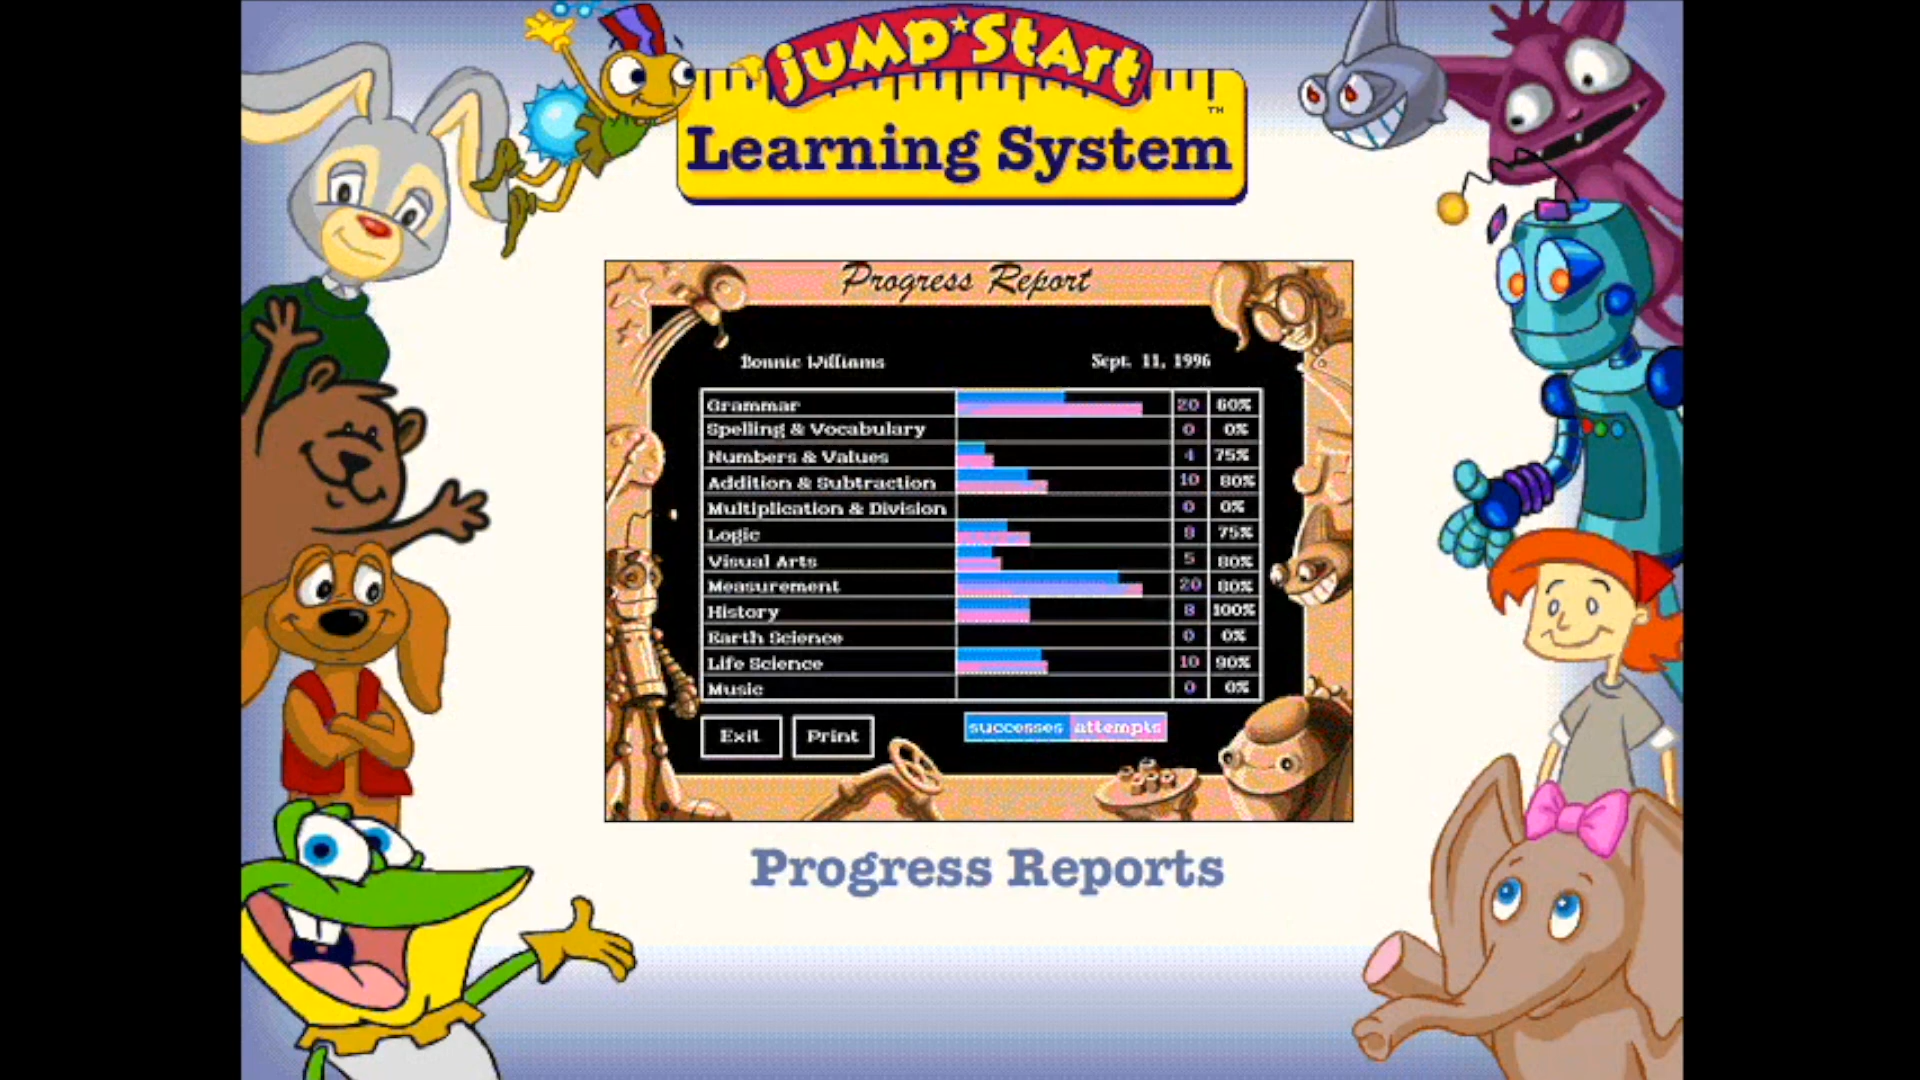 JumpStart
TM
Learning System
Progress Report
Bonnie Williams Sept. 11, 1996
Grammar 20 60%
Spelling & Vocabulary 0 0%
Numbers & Values 4 75%
Addition & Subtraction 10 80%
Multiplication & Division 0 0%
Logic 8 75%
Visual Arts 5 80%
Measurement 20 80%
History 8 100%
Earth Science 0 0%
Life Science 10 90%
Music 0 0%
Exit Print successes attempts
Progress Reports